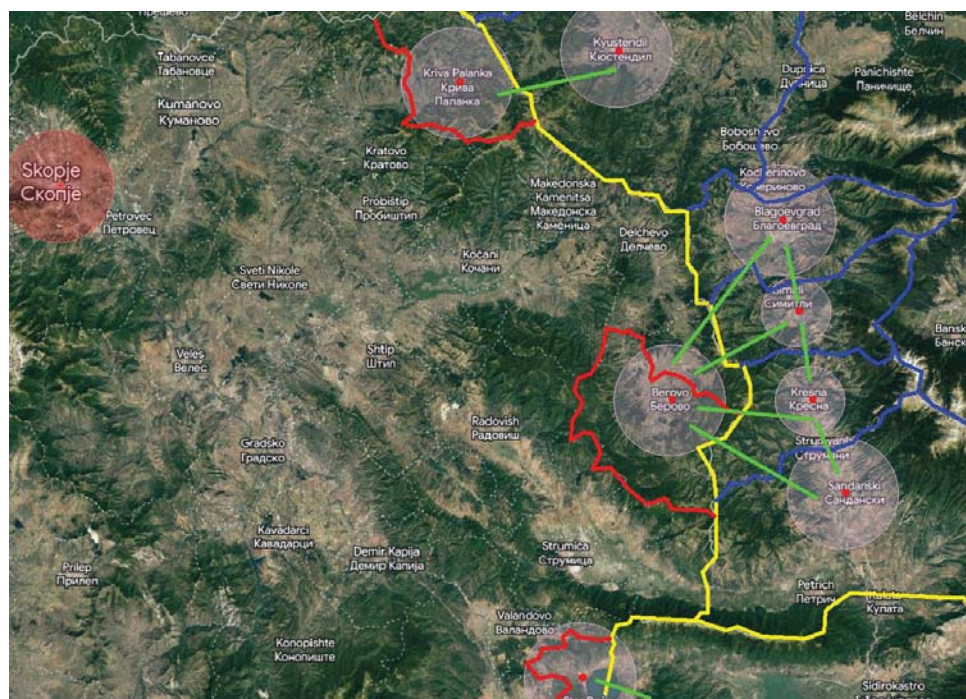 Прешево
Tabanovce
Табановце
Kumanovo
Куманово
Skopje
Скопје
Petrovec
Петровец
Kriva Palanka
Крива
Паланка
Kyustendil
Кюстендил
Belchin
Белчин
Dupnica
Дупница
Panichishte
Паничище
Boboshevo
Бобошево
Kratovo
Кратово
Probištip
Пробиштип
Makedonska
Kamenitsa
Македонска
Каменица
Delchevo
Делчево
Kocherinovo
Кочериново
Blagoevgrad
Благоевград
Sveti Nikole
Свети Николе
Kočani
Кочани
Simitli
Симитли
Veles
Велес
Shtip
Штип
Berovo
Берово
Kresna
Кресна
Radovish
Радовиш
Gradsko
Градско
Струмани
Sandanski
Сандански
Kavadarci
Кавадарци
Demir Kapija
Демир Капија
Strumica
Струмица
Prilep
Прилеп
Petrich
Петрич
Kulata
Кулата
Valandovo
Валандово
Konopishte
Конопиште
Sidirokastro